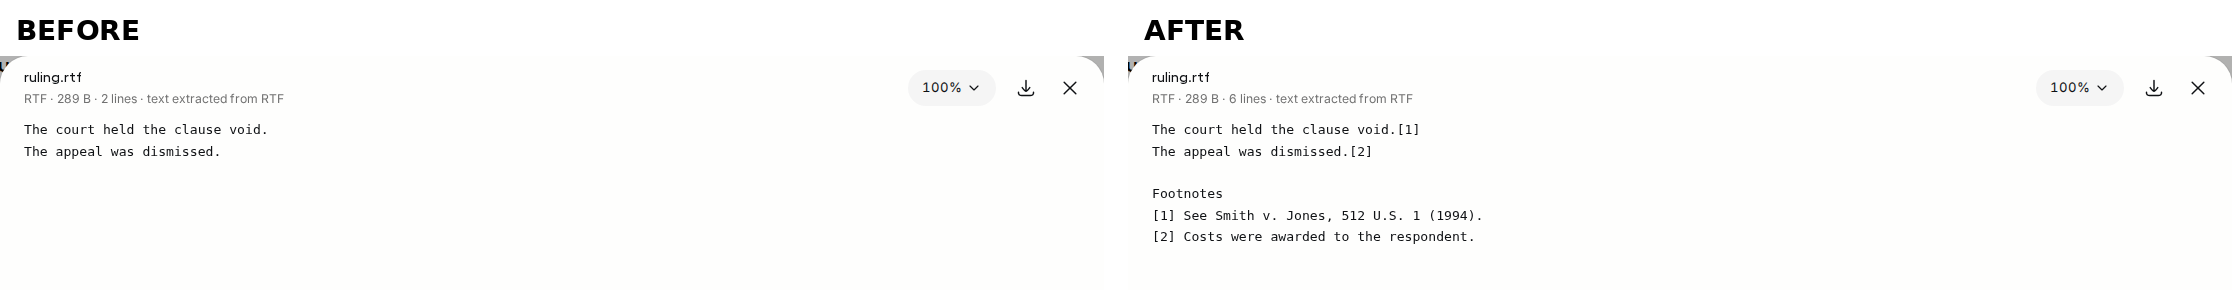 BEFORE
ruling.rtf
RTF · 289 B · 2 lines · text extracted from RTF
100%
The court held the clause void.
The appeal was dismissed.
AFTER
ruling.rtf
RTF · 289 B · 6 lines · text extracted from RTF
100%
The court held the clause void.[1]
The appeal was dismissed.[2]
Footnotes
[1] See Smith v. Jones, 512 U.S. 1 (1994).
[2] Costs were awarded to the respondent.